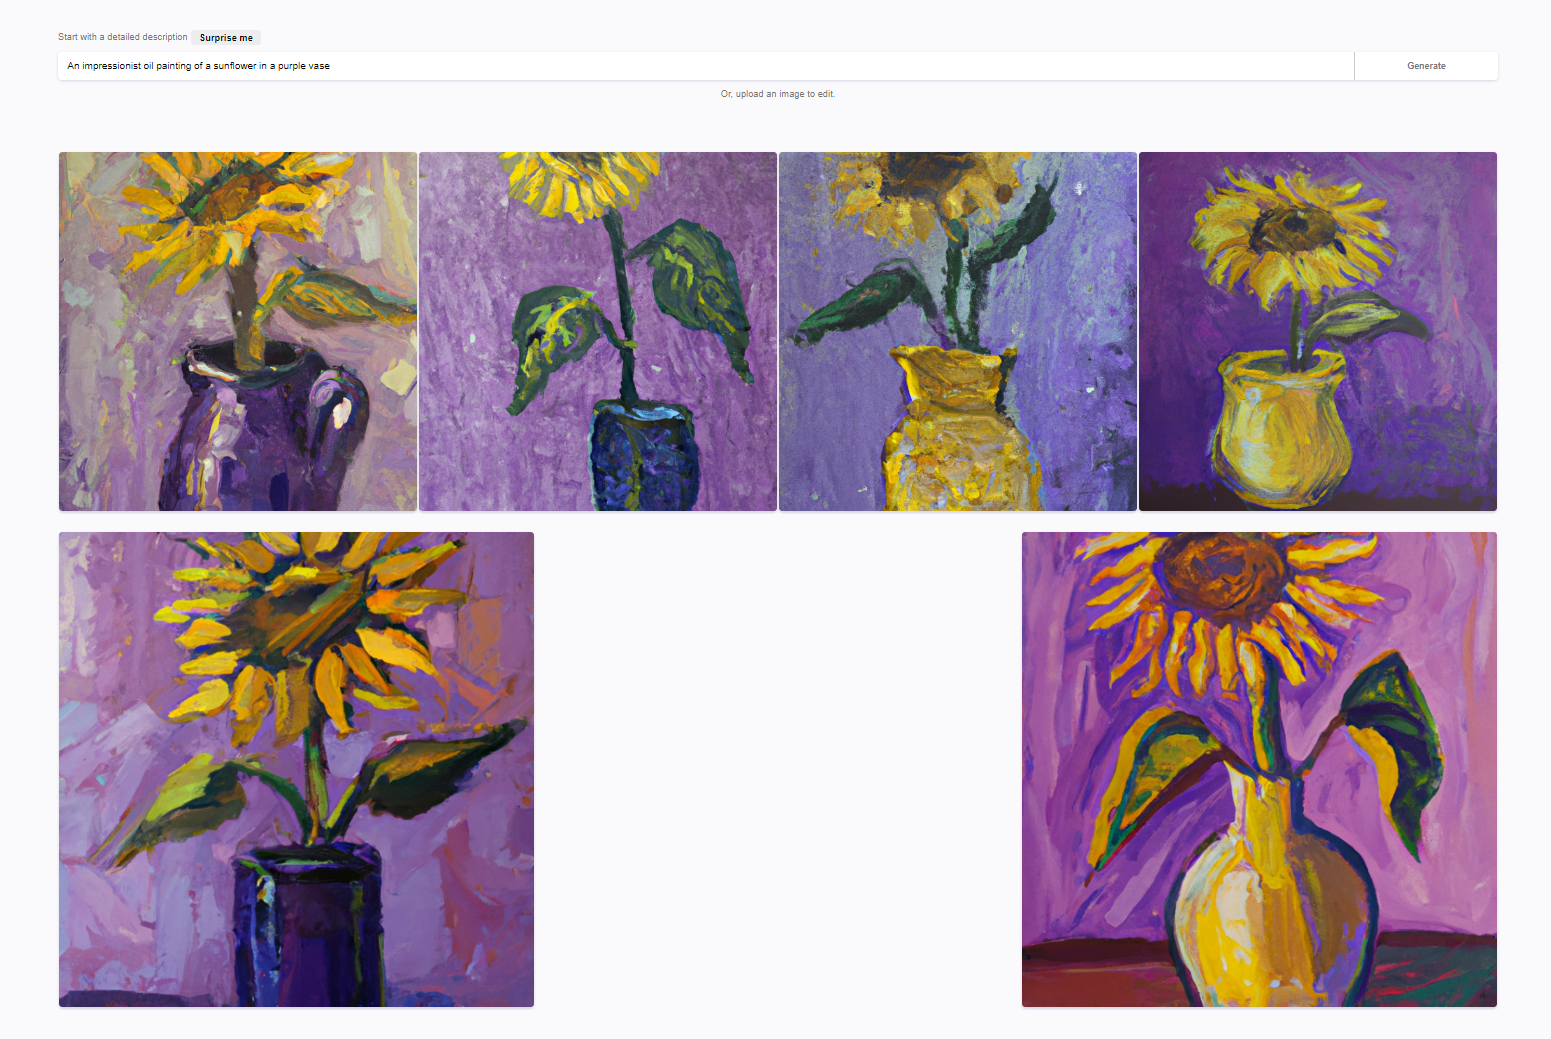 Start with a detailed description Surprise me
An impressionist oil painting of a sunflower in a purple vase Generate
Or, upload an image to edit.